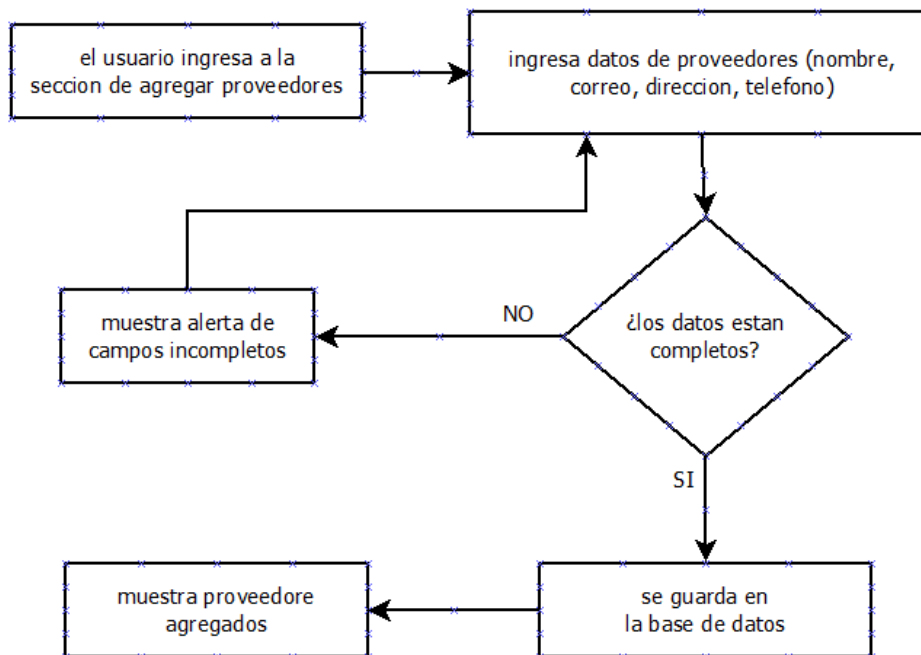 el usuario ingresa a la
seccion de agregar proveedores
ingresa datos de proveedores (nombre,
correo, direccion, telefono)
muestra alerta de
campos incompletos
NO
¿los datos estan
completos?
SI
muestra proveedore
agregados
se guarda en
la base de datos